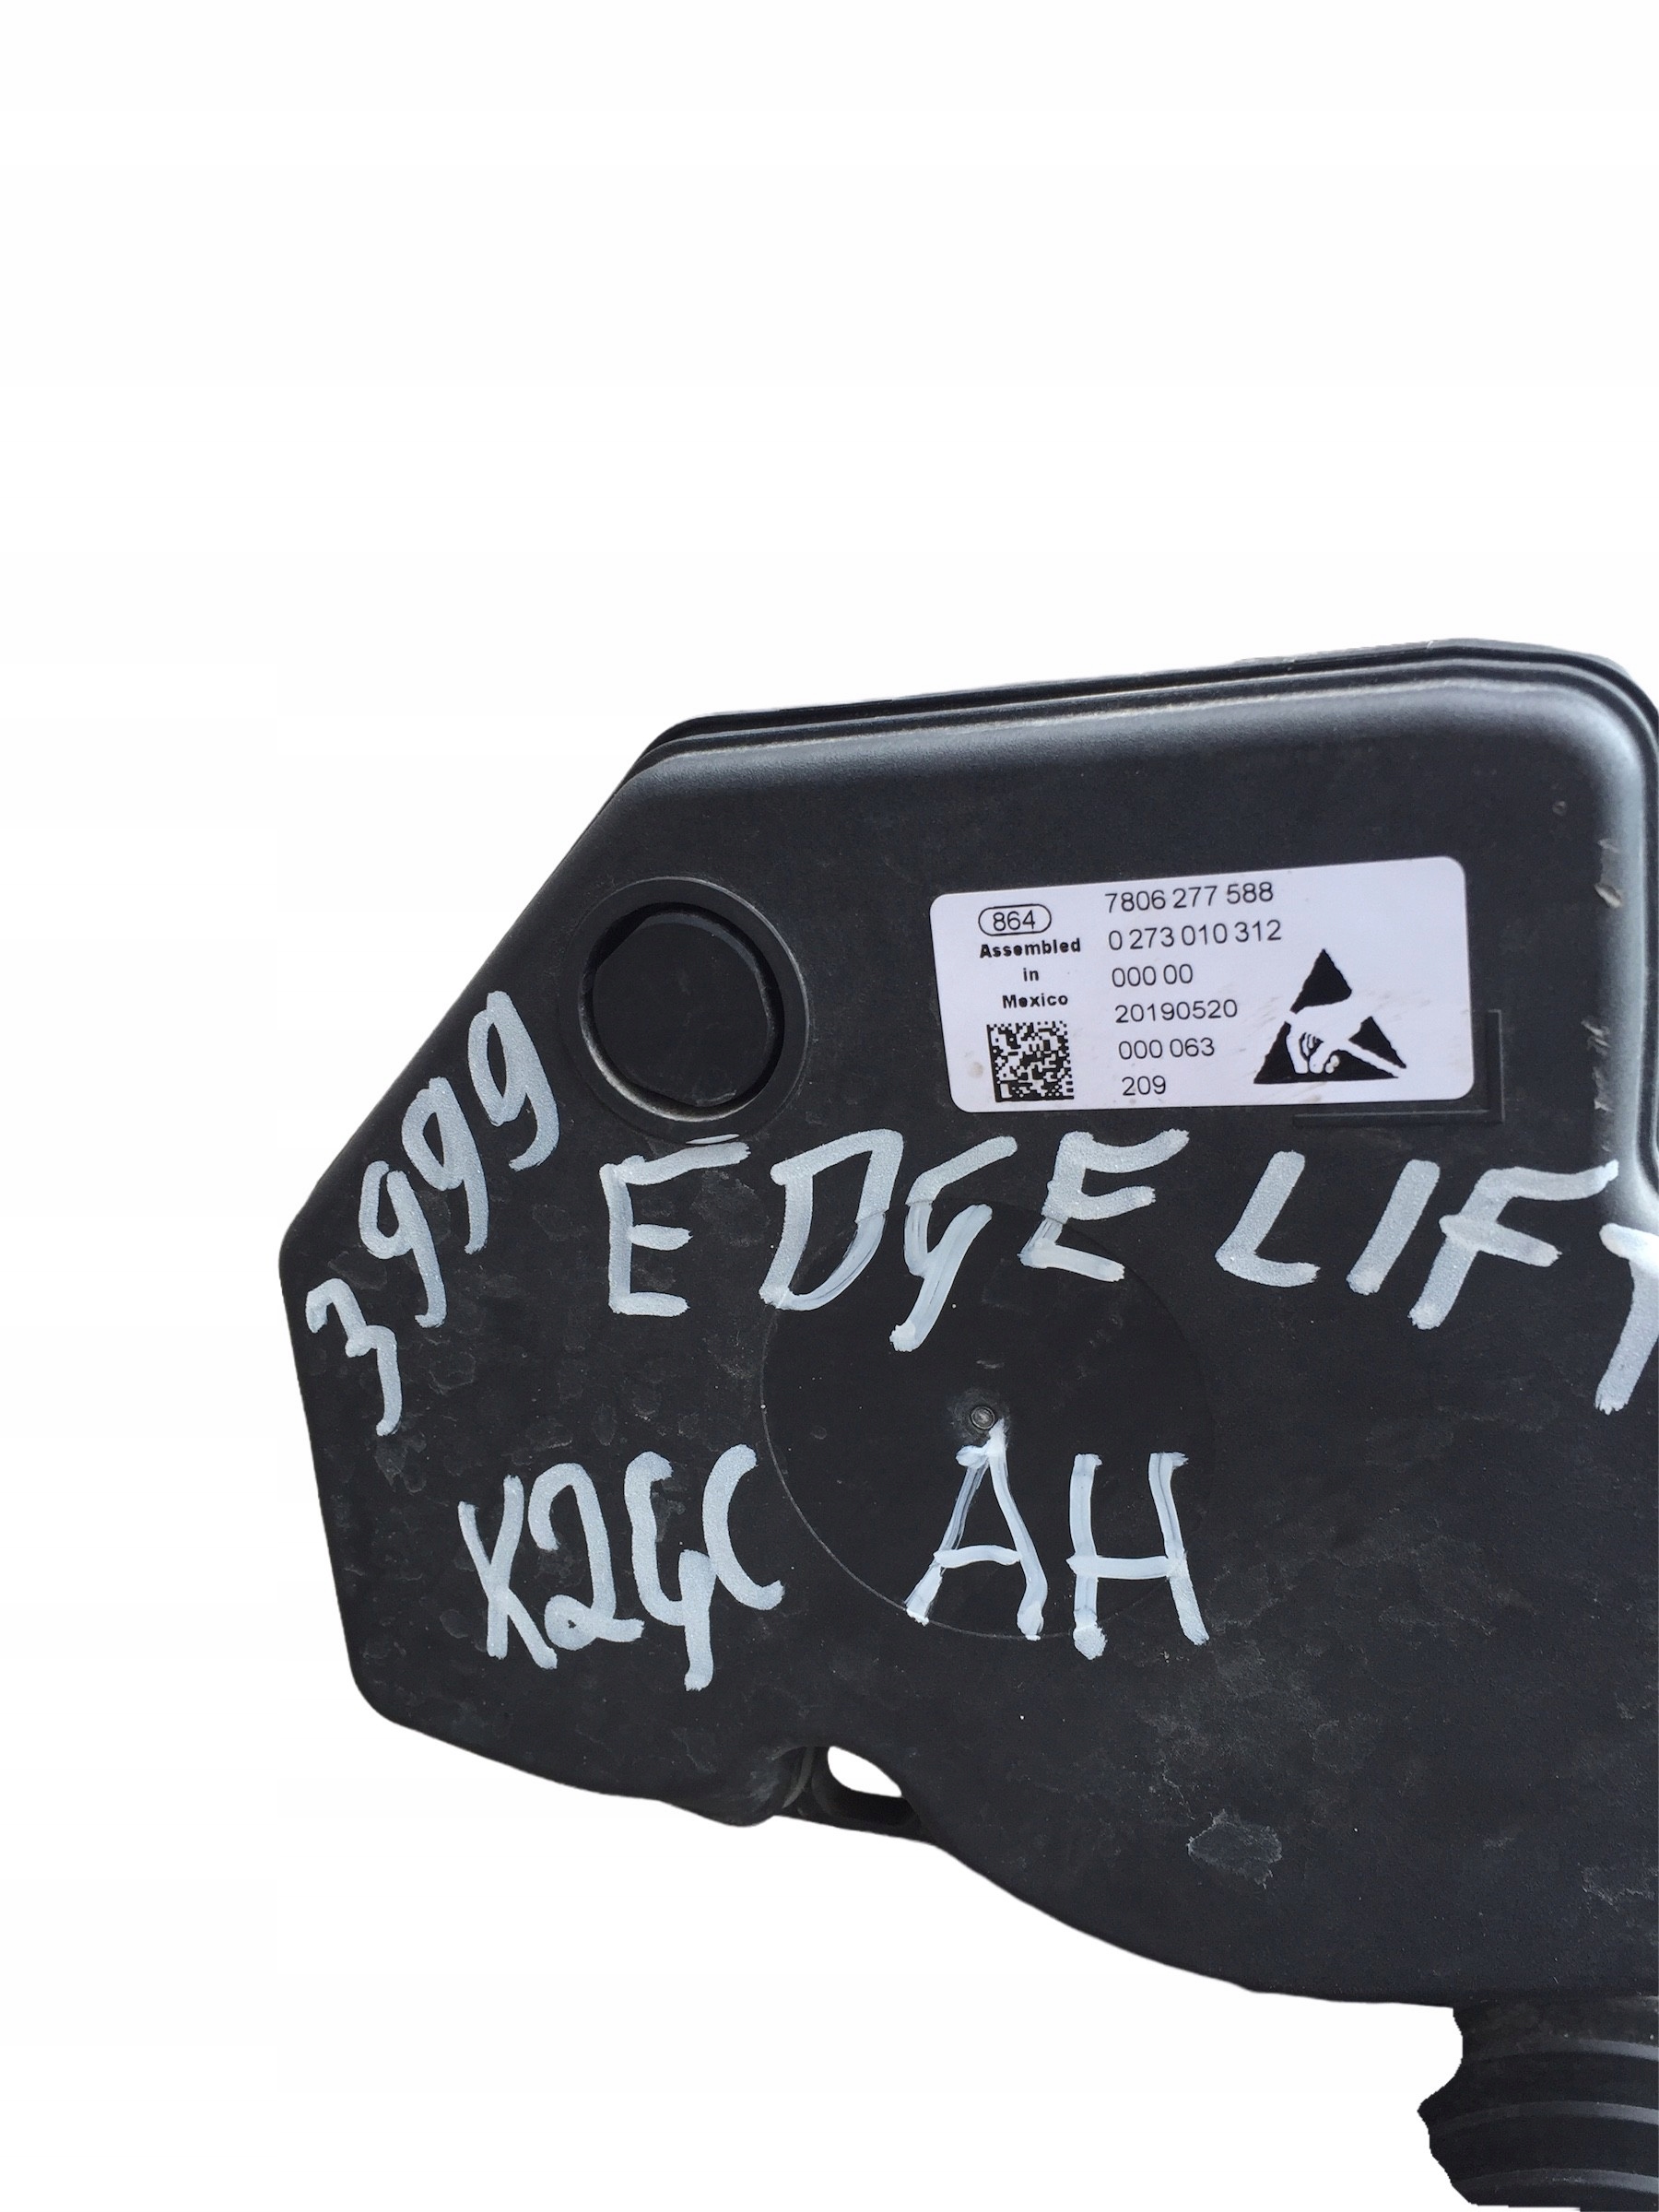 864
Assembled
in
Mexico
7806 277 588
0 273 010 312
000 00
20190520
000 063
209
3999
EDGE LIFT
K2GC AH